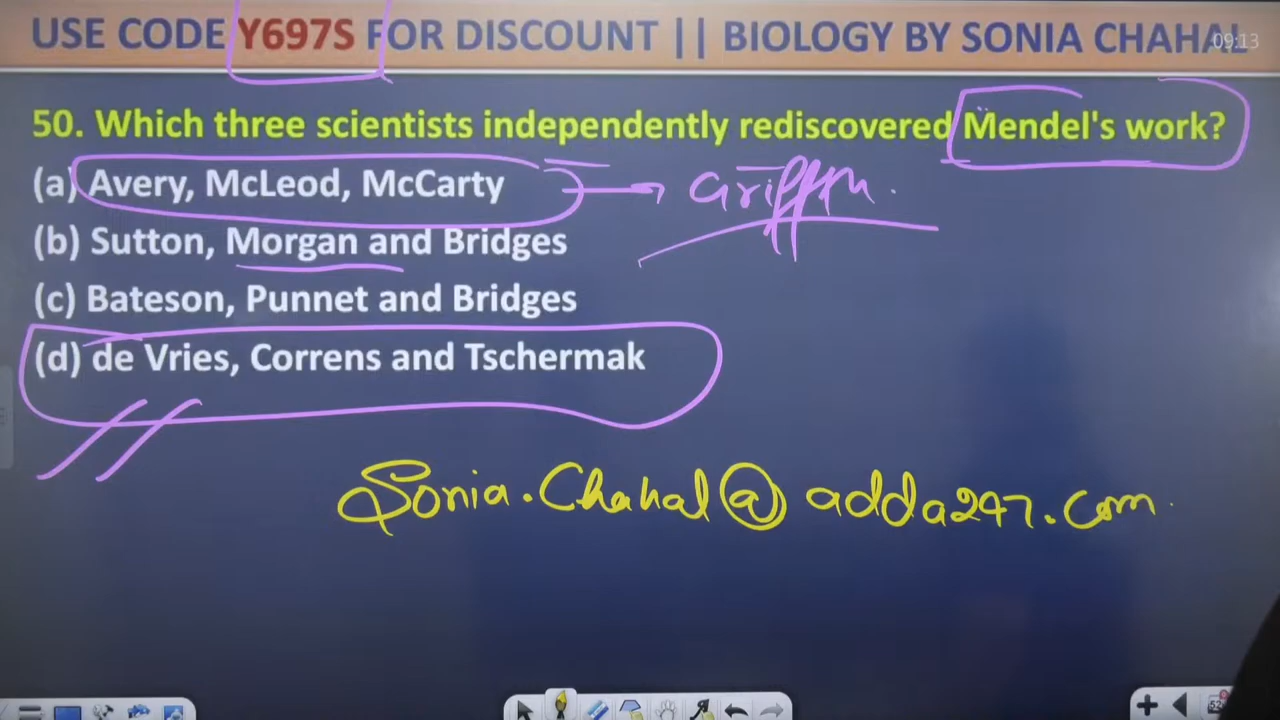 USE CODE Y697S FOR DISCOUNT || BIOLOGY BY SONIA CHAHAL
09:13
50. Which three scientists independently rediscovered Mendel's work?
(a) Avery, McLeod, McCarty
(b) Sutton, Morgan and Bridges
(c) Bateson, Punnet and Bridges
(d) de Vries, Correns and Tschermak
Sonia.Chahal@adda247.com